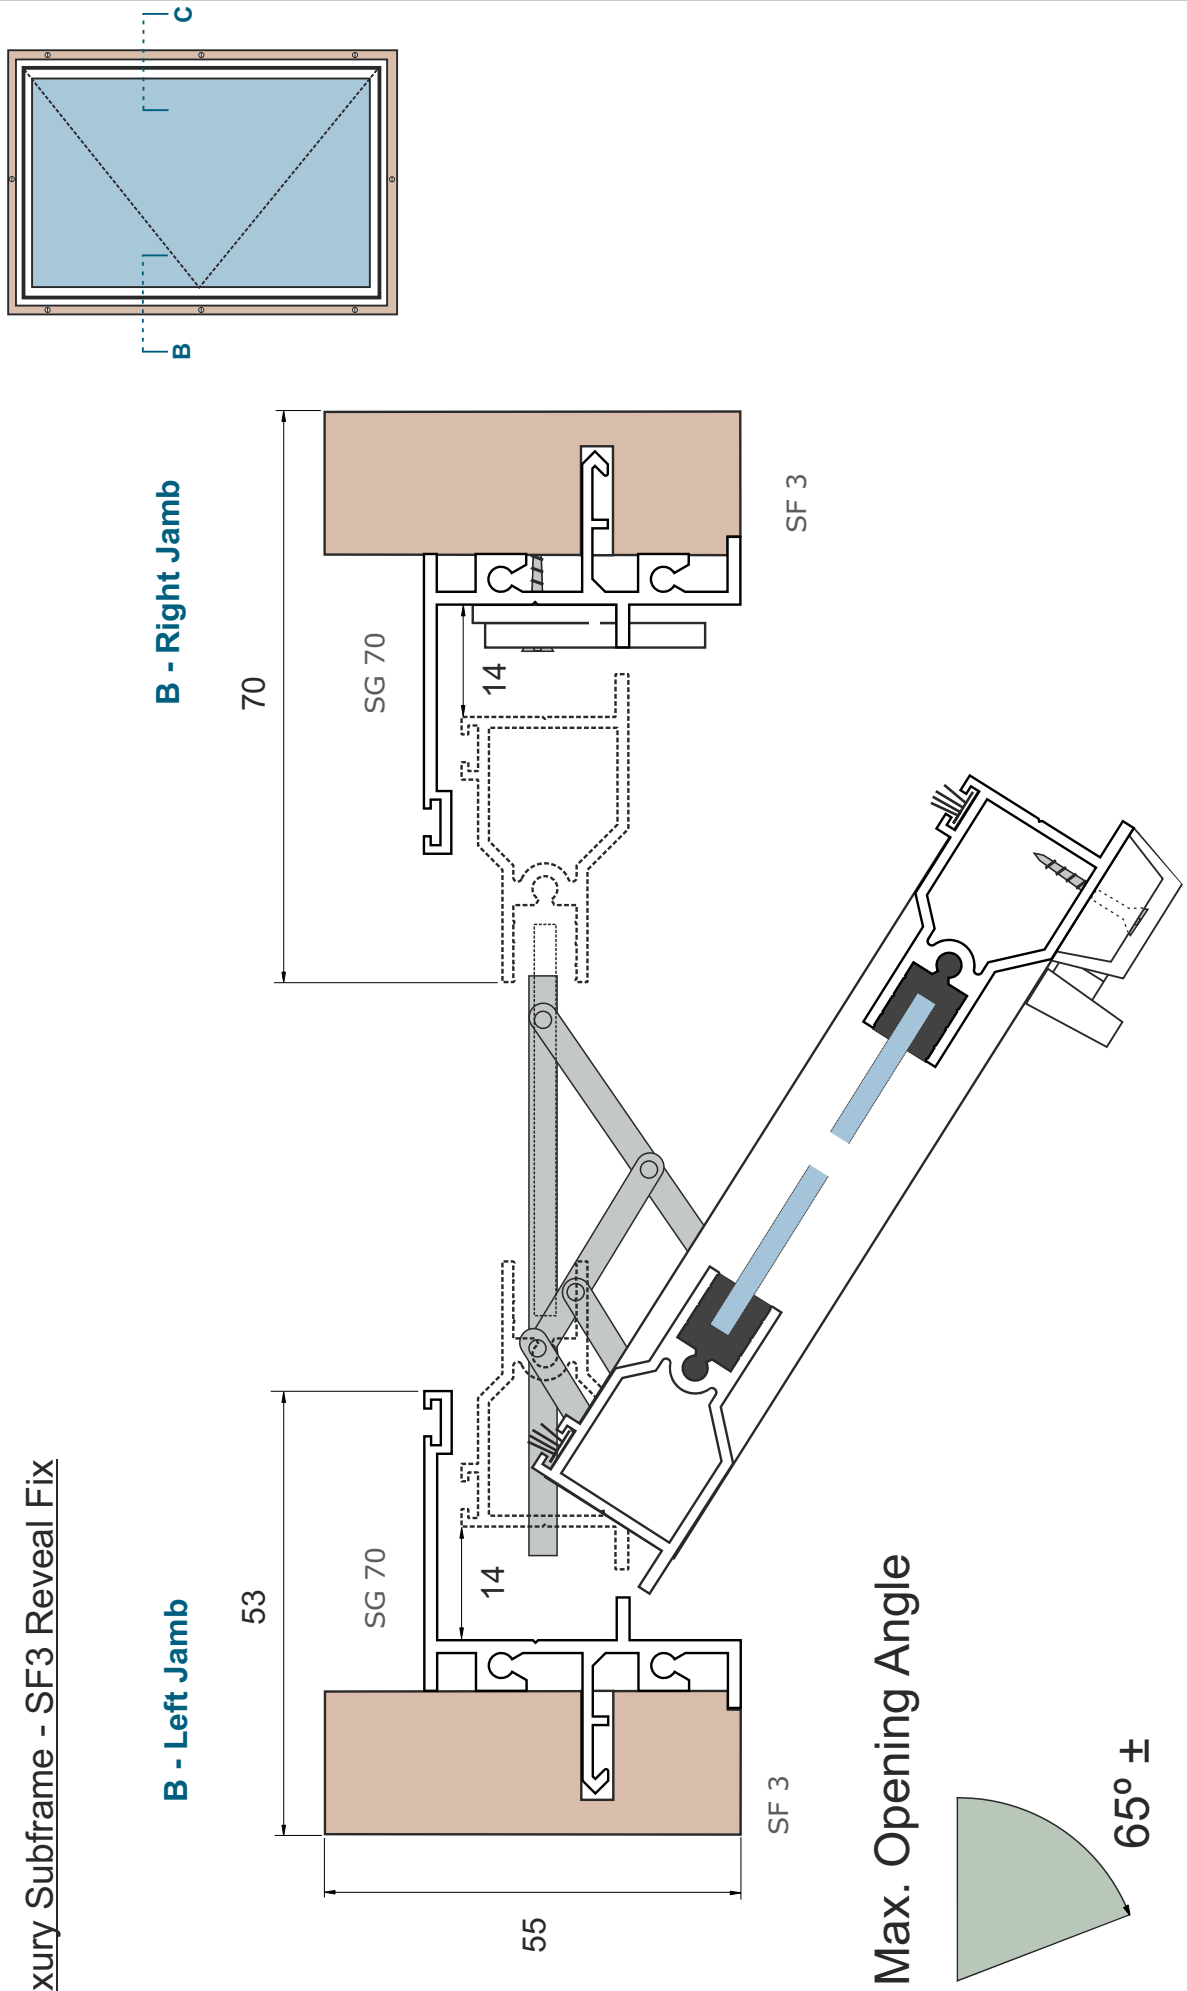 xury Subframe - SF3 Reveal Fix
B - Left Jamb
B - Right Jamb
C
B
53
70
SG 70
SG 70
14
14
55
SF 3
SF 3
Max. Opening Angle
65º ±